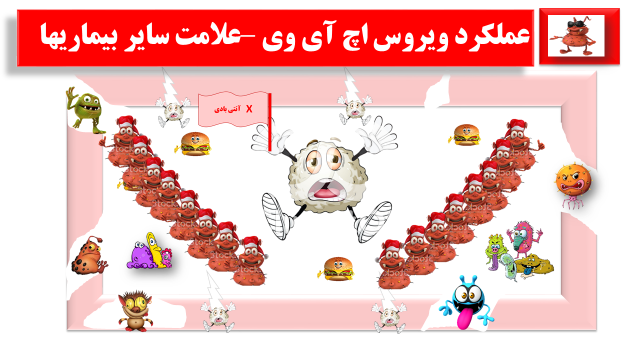 عملکرد ویروس اچ آی وی –علامت سایر بیماریها
X آنتی بادی